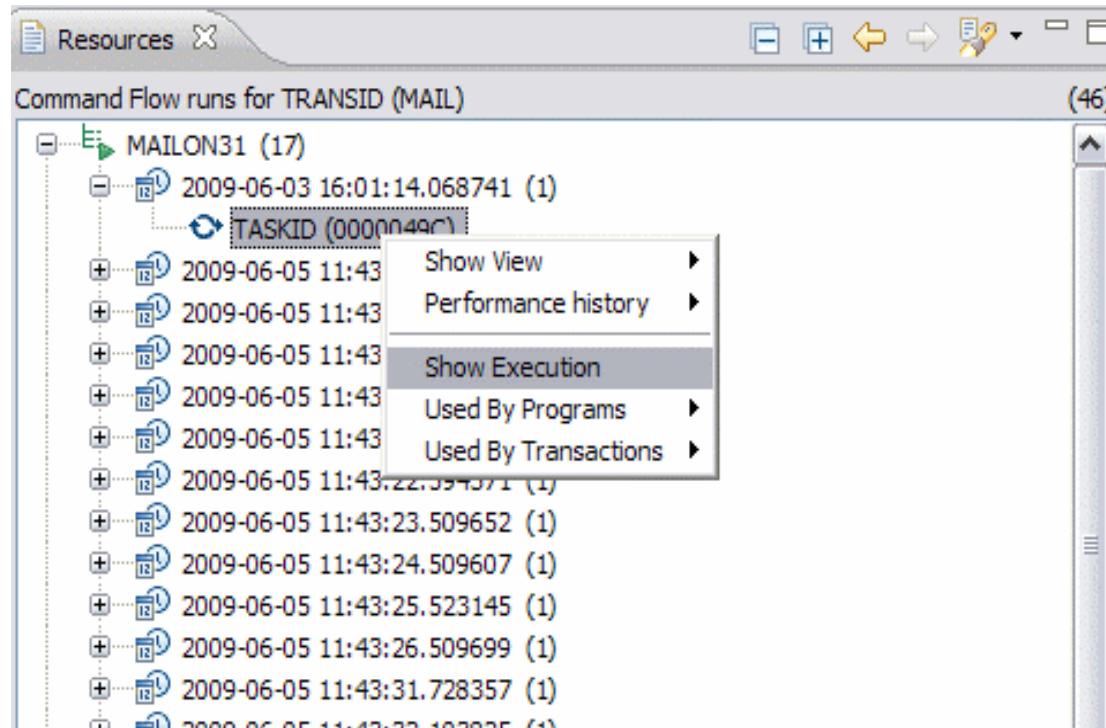 Resources
Command Flow runs for TRANSID (MAIL) (46)
MAILON31 (17)
2009-06-03 16:01:14.068741 (1)
TASKID (0000049C)
Show View
Performance history
Show Execution
Used By Programs
Used By Transactions
2009-06-05 11:43
2009-06-05 11:43
2009-06-05 11:43
2009-06-05 11:43
2009-06-05 11:43
2009-06-05 11:43:22.594571 (1)
2009-06-05 11:43:23.509652 (1)
2009-06-05 11:43:24.509607 (1)
2009-06-05 11:43:25.523145 (1)
2009-06-05 11:43:26.509699 (1)
2009-06-05 11:43:31.728357 (1)